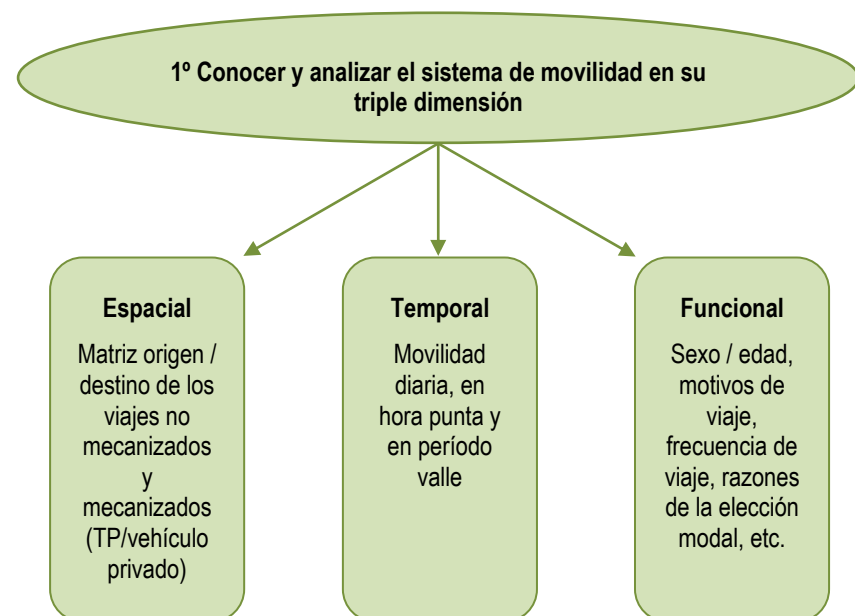 1º Conocer y analizar el sistema de movilidad en su
triple dimensión
Espacial
Matriz origen /
destino de los
viajes no
mecanizados
y
mecanizados
(TP/vehículo
privado)
Temporal
Movilidad
diaria, en
hora punta y
en período
valle
Funcional
Sexo / edad,
motivos de
viaje,
frecuencia de
viaje, razones
de la elección
modal, etc.